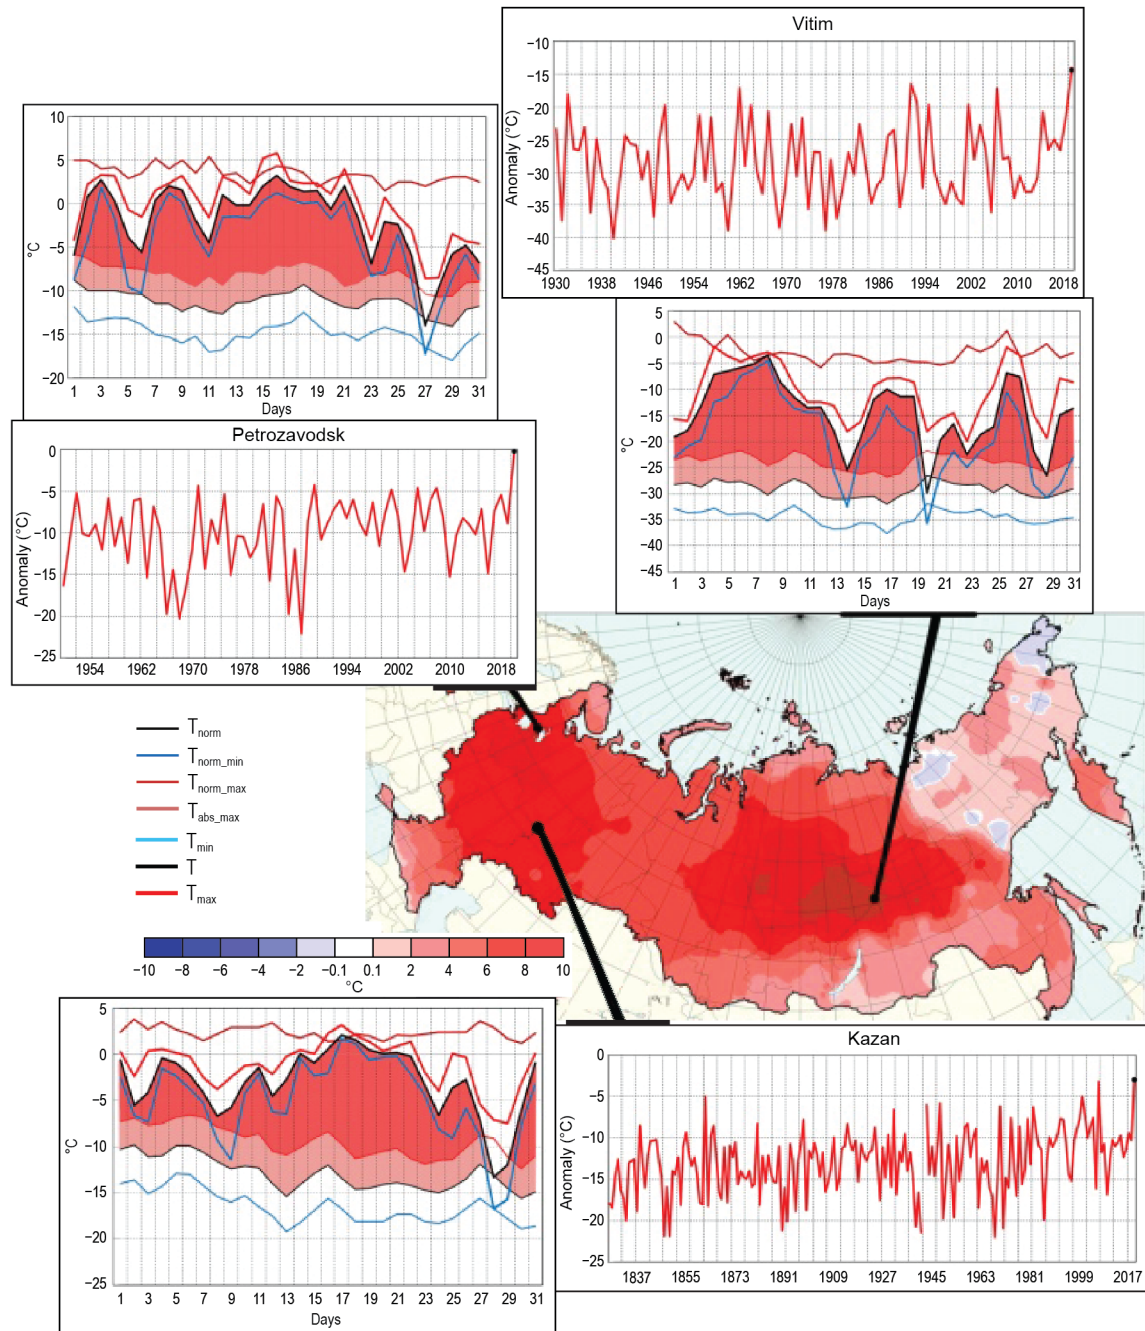 Vitim
−10
−15
−20
−25
−30
−35
−40
−45
Anomaly (°C)
1930 1938 1946 1954 1962 1970 1978 1986 1994 2002 2010 2018
10
5
0
−5
−10
−15
−20
°C
1 3 5 7 9 11 13 15 17 19 21 23 25 27 29 31
Days
5
0
−5
−10
−15
−20
−25
−30
−35
−40
−45
°C
1 3 5 7 9 11 13 15 17 19 21 23 25 27 29 31
Days
Petrozavodsk
0
−5
−10
−15
−20
−25
Anomaly (°C)
1954 1962 1970 1978 1986 1994 2002 2010 2020
T norm
T norm_min
T norm_max
T abs_max
T min
T
T max
−10 −8 −6 −4 −2 −0.1 0.1 2 4 6 8 10
°C
5
0
−5
−10
−15
−20
−25
°C
1 3 5 7 9 11 13 15 17 19 21 23 25 27 29 31
Days
Kazan
0
−5
−10
−15
−20
−25
Anomaly (°C)
1837 1855 1873 1891 1909 1927 1945 1963 1981 1999 2017